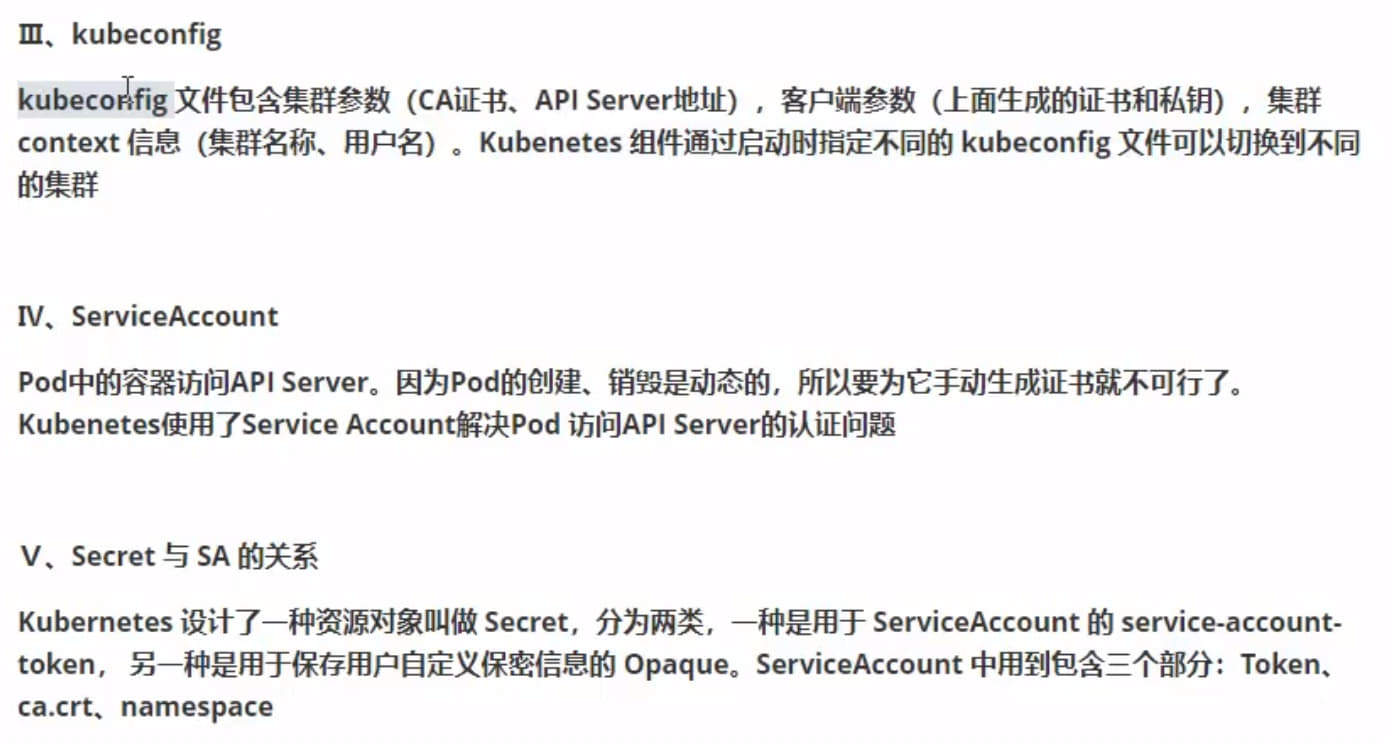 Ⅲ、kubeconfig
kubeconfig 文件包含集群参数（CA证书、API Server地址），客户端参数（上面生成的证书和私钥），集群
context 信息（集群名称、用户名）。Kubenetes 组件通过启动时指定不同的 kubeconfig 文件可以切换到不同
的集群
Ⅳ、ServiceAccount
Pod中的容器访问API Server。因为Pod的创建、销毁是动态的，所以要为它手动生成证书就不可行了。
Kubenetes使用了Service Account解决Pod 访问API Server的认证问题
Ⅴ、Secret 与 SA 的关系
Kubernetes 设计了一种资源对象叫做 Secret，分为两类，一种是用于 ServiceAccount 的 service-account-
token， 另一种是用于保存用户自定义保密信息的 Opaque。ServiceAccount 中用到包含三个部分：Token、
ca.crt、namespace